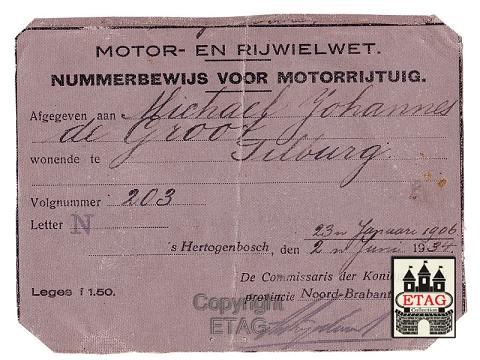 MOTOR- EN RIJWIELWET.
NUMMERBEWIJS VOOR MOTORRIJTUIG.
Afgegeven aan Michael Johannes
de Groot
wonende te Tilburg.
Volgnummer 203
Letter N
23n Januari 1906
's Hertogenbosch, den 2n Juni 1934.
De Commissaris der Koni
Leges f 1.50.
provincie Noord-Braban
Copyright
ETAG
ETAG
Collection